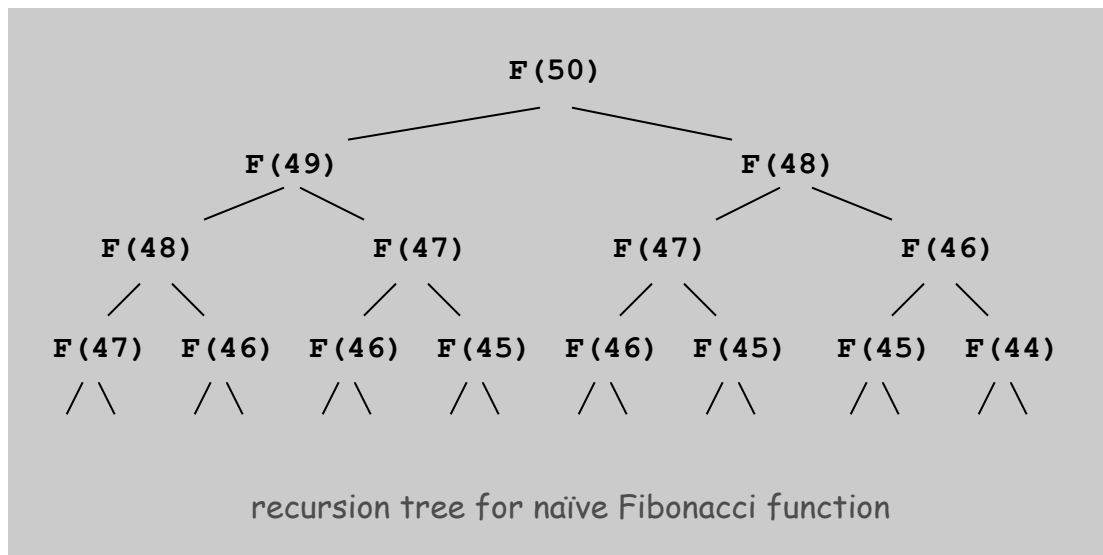 F(50)
F(49) F(48)
F(48) F(47) F(47) F(46)
F(47) F(46) F(46) F(45) F(46) F(45) F(45) F(44)
recursion tree for naïve Fibonacci function